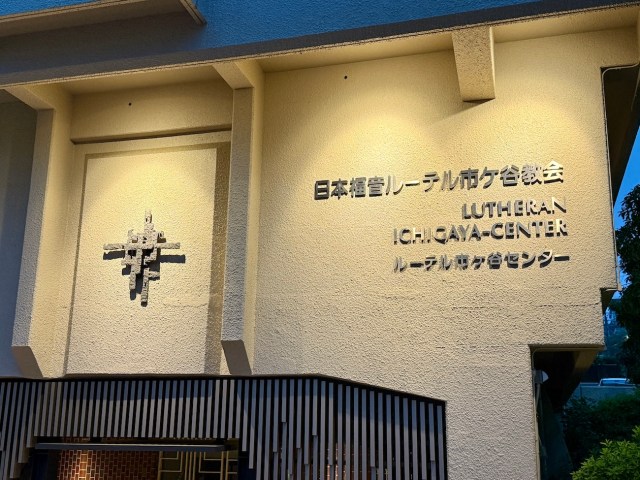 日本福音ルーテル市ケ谷教会
LUTHERAN
ICHIGAYA-CENTER
ルーテル市ヶ谷センター